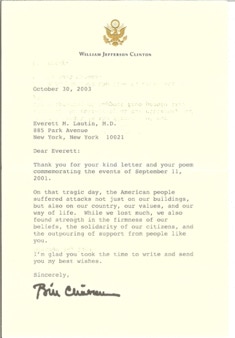 WILLIAM JEFFERSON CLINTON
October 30, 2003
Everett M. Lautin, M.D.
885 Park Avenue
New York, New York 10021
Dear Everett:
Thank you for your kind letter and your poem
commemorating the events of September 11,
2001.
On that tragic day, the American people
suffered attacks not just on our buildings,
but also on our country, our values, and our
way of life. While we lost much, we also
found strength in the firmness of our
beliefs, the solidarity of our citizens, and
the outpouring of support from people like
you.
I'm glad you took the time to write and send
you my best wishes.
Sincerely,
Bill Clinton